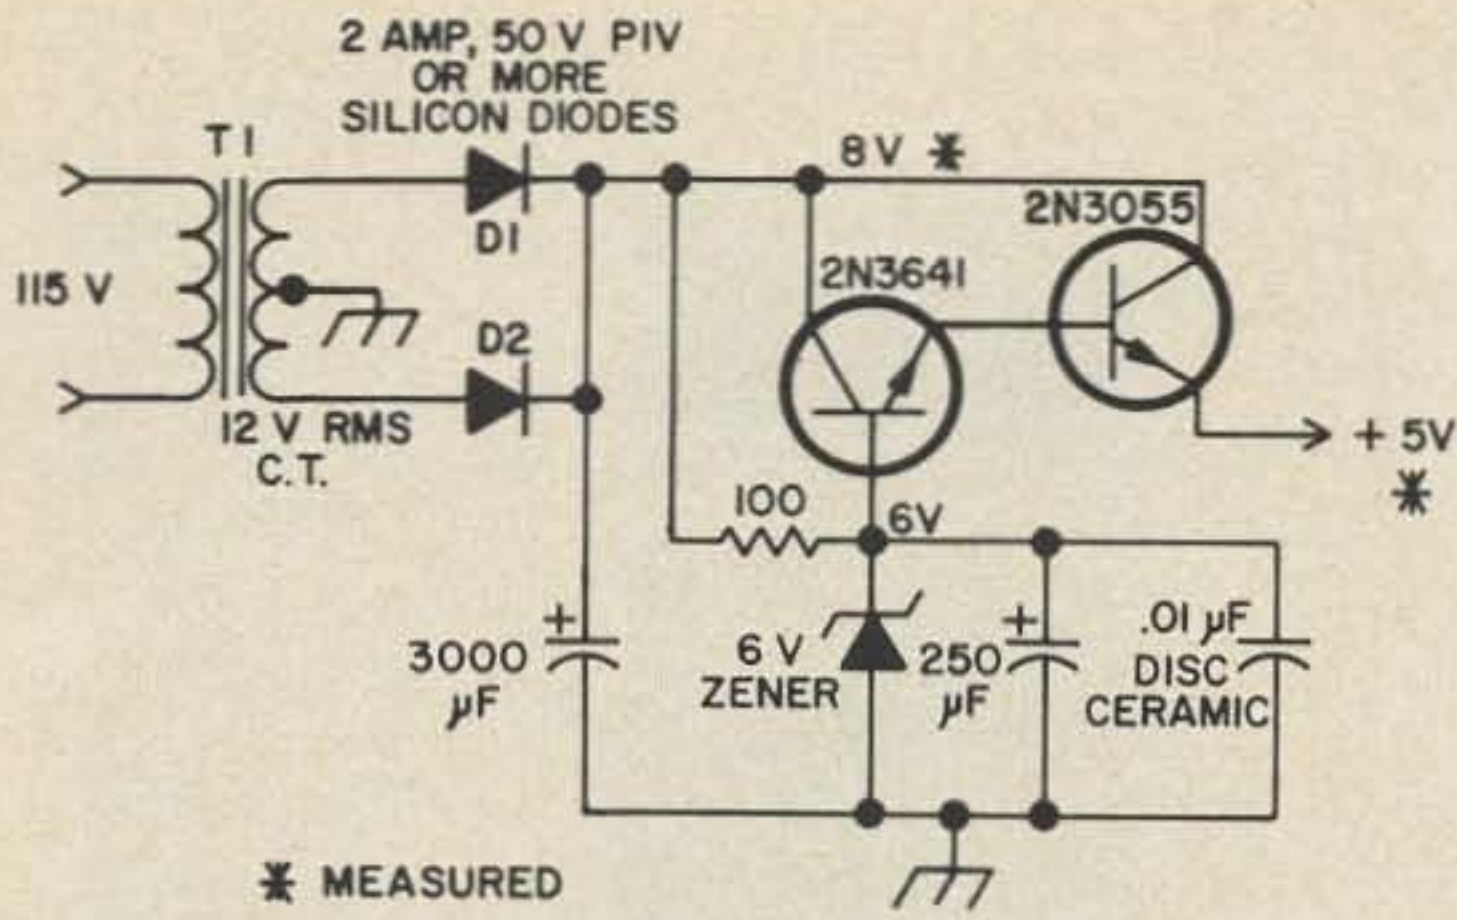 2 AMP, 50 V PIV
OR MORE
SILICON DIODES
T1
8V *
2N3055
D1
115 V
2N3641
D2
12 V RMS
C.T.
+ 5V
*
100
6V
3000
µF
6 V
ZENER
250
µF
.01 µF
DISC
CERAMIC
* MEASURED